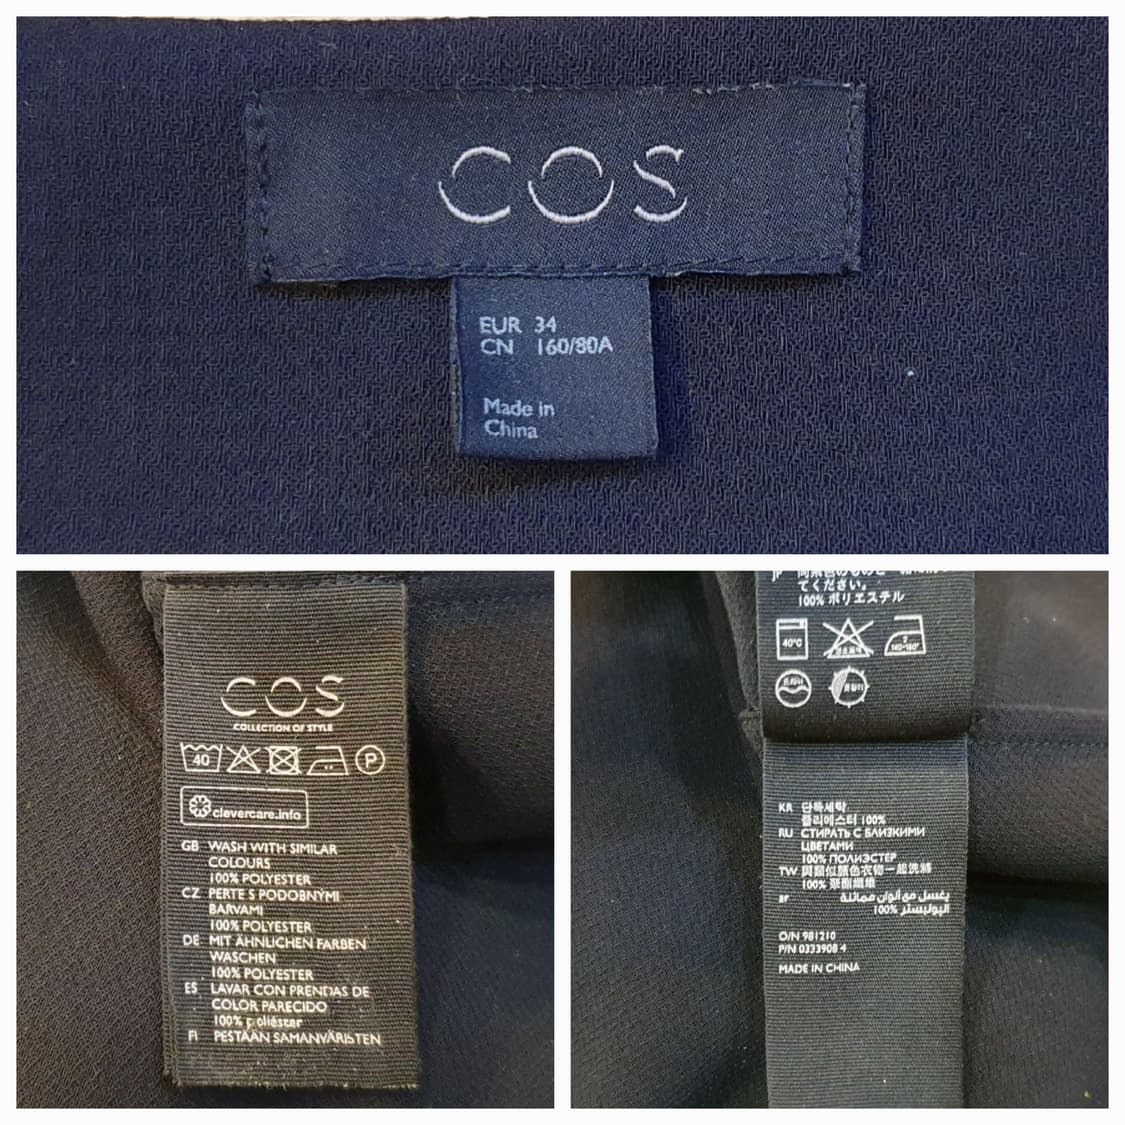 COS
EUR 34
CN 160/80A
Made in
China
COS
COLLECTION OF STYLE
40
P
clevercare.info
GB WASH WITH SIMILAR
COLOURS
100% POLYESTER
CZ PERTE S PODOBNÝMI
BARVAMI
100% POLYESTER
DE MIT ÄHNLICHEN FARBEN
WASCHEN
100% POLYESTER
ES LAVAR CON PRENDAS DE
COLOR PARECIDO
100% poliéster
FI PESTÄÄN SAMANVÄRISTEN
JP
てください。
100% ポリエステル
40°C
KR 단독세탁
폴리에스터 100%
RU СТИРАТЬ С БЛИЗКИМИ
ЦВЕТАМИ
100% ПОЛИЭСТЕР
TW 與類似顏色衣物一起洗滌
100% 聚酯纖維
ar يغسل مع ألوان مماثلة
البوليستر %100
O/N 981210
P/N 0333908 4
MADE IN CHINA